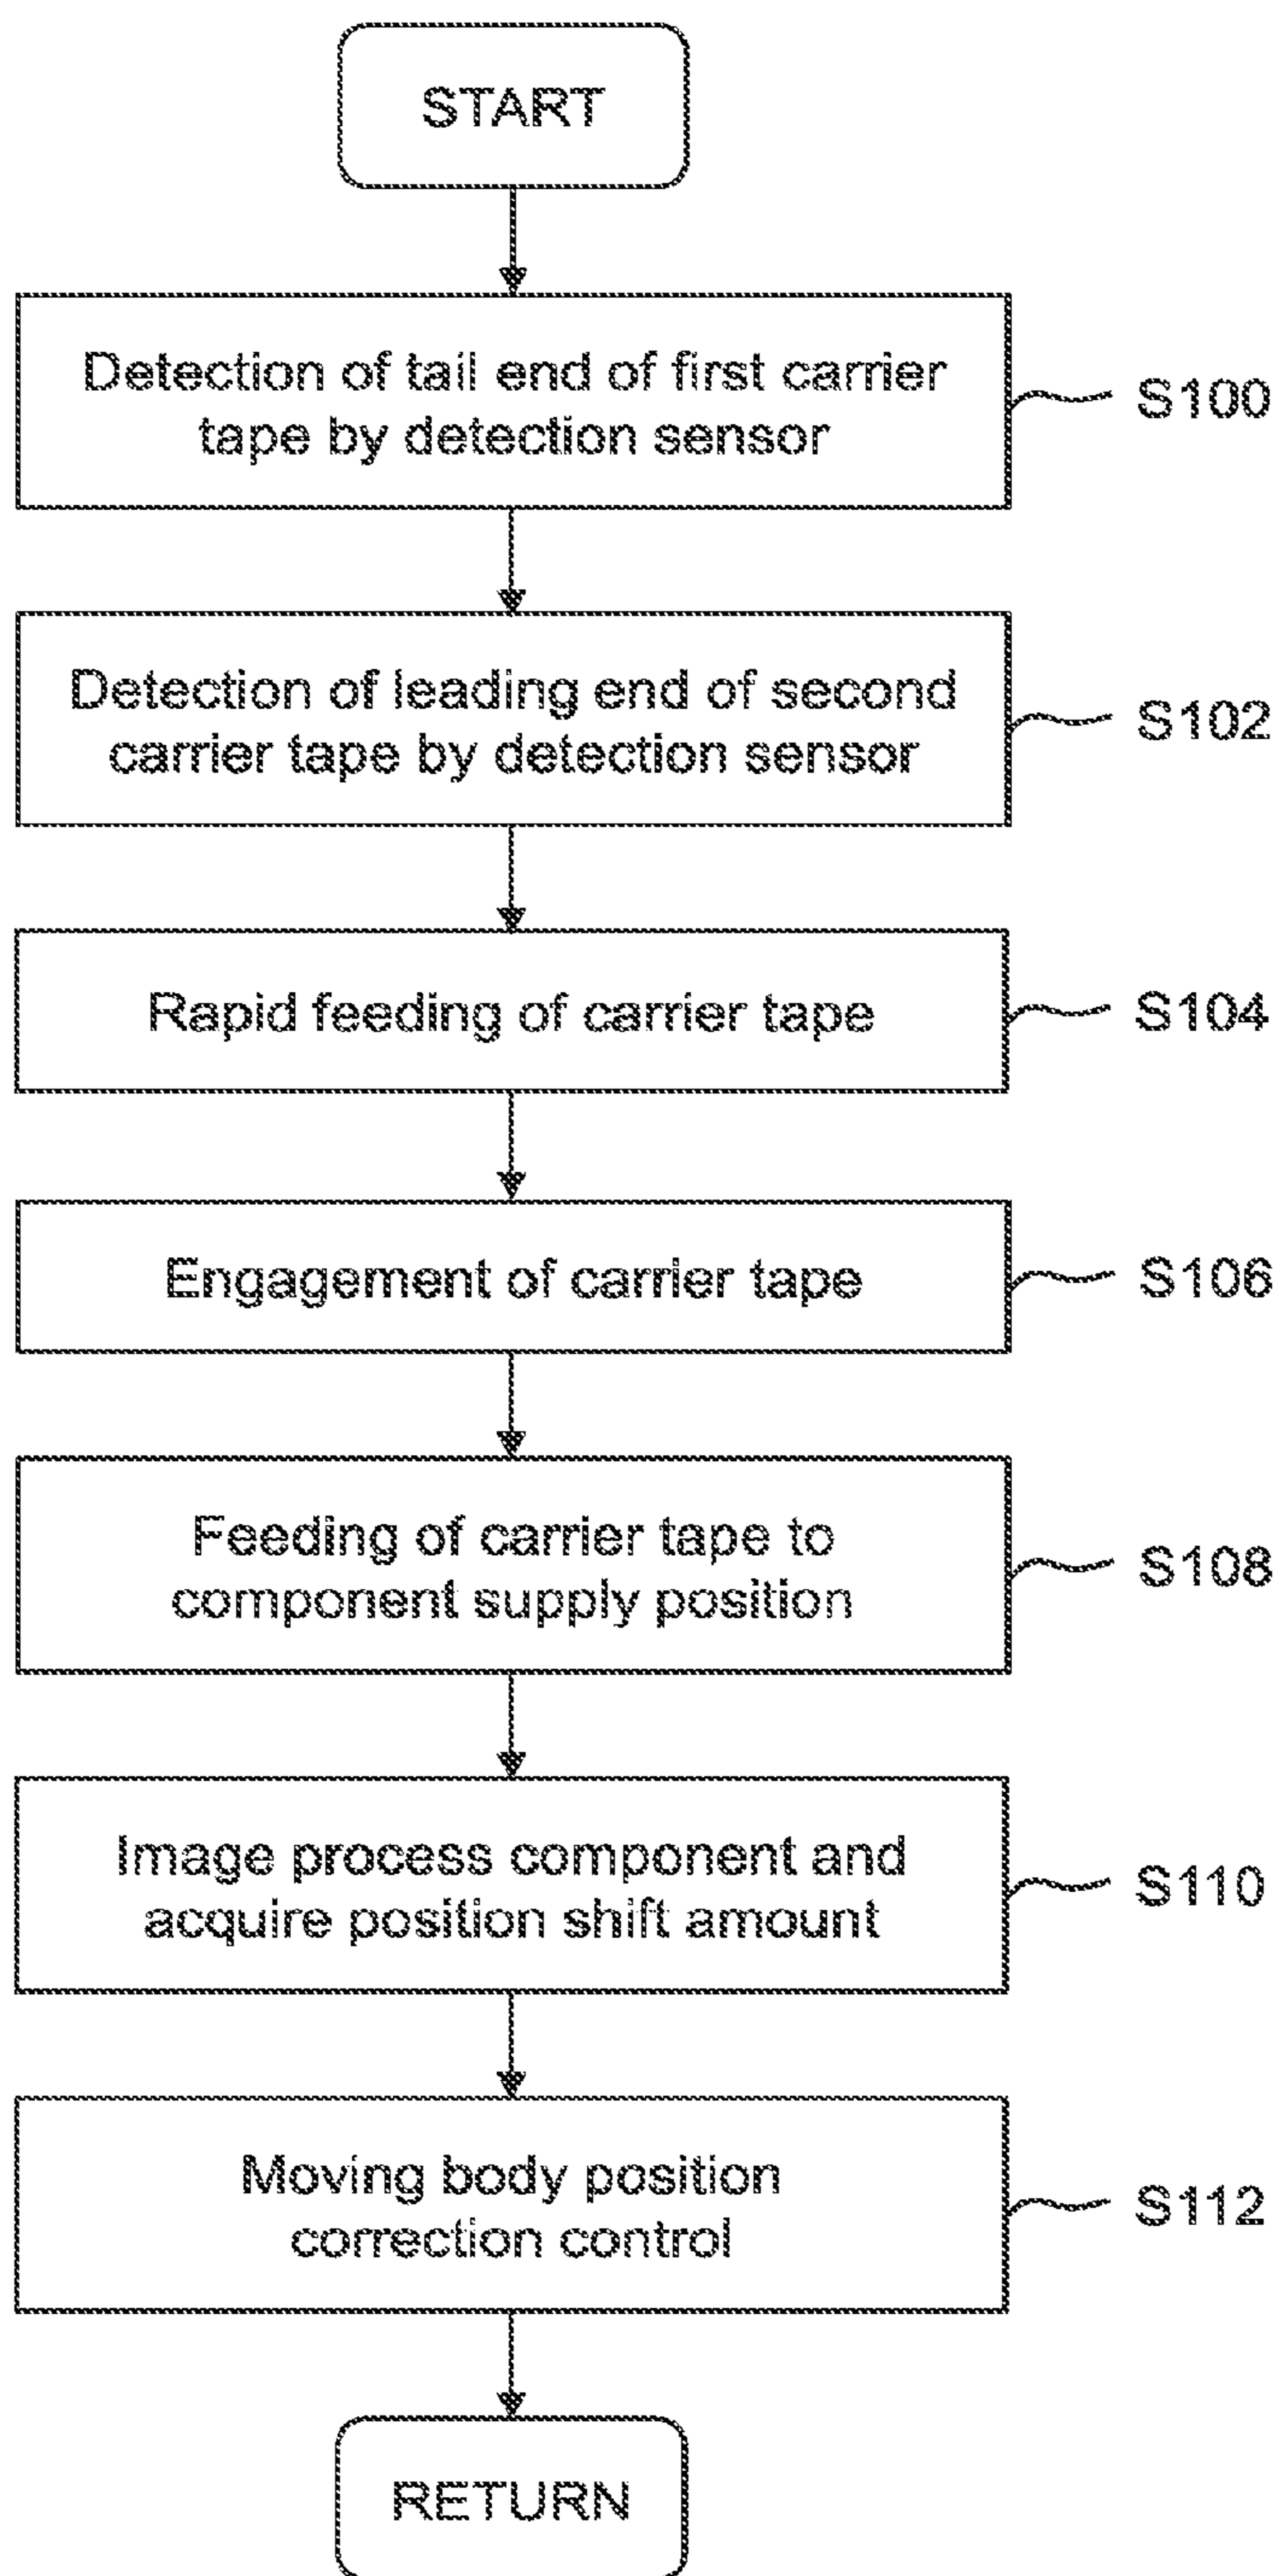 START
Detection of tail end of first carrier
tape by detection sensor
S100
Detection of leading end of second
carrier tape by detection sensor
S102
Rapid feeding of carrier tape
S104
Engagement of carrier tape
S106
Feeding of carrier tape to
component supply position
S108
Image process component and
acquire position shift amount
S110
Moving body position
correction control
S112
RETURN